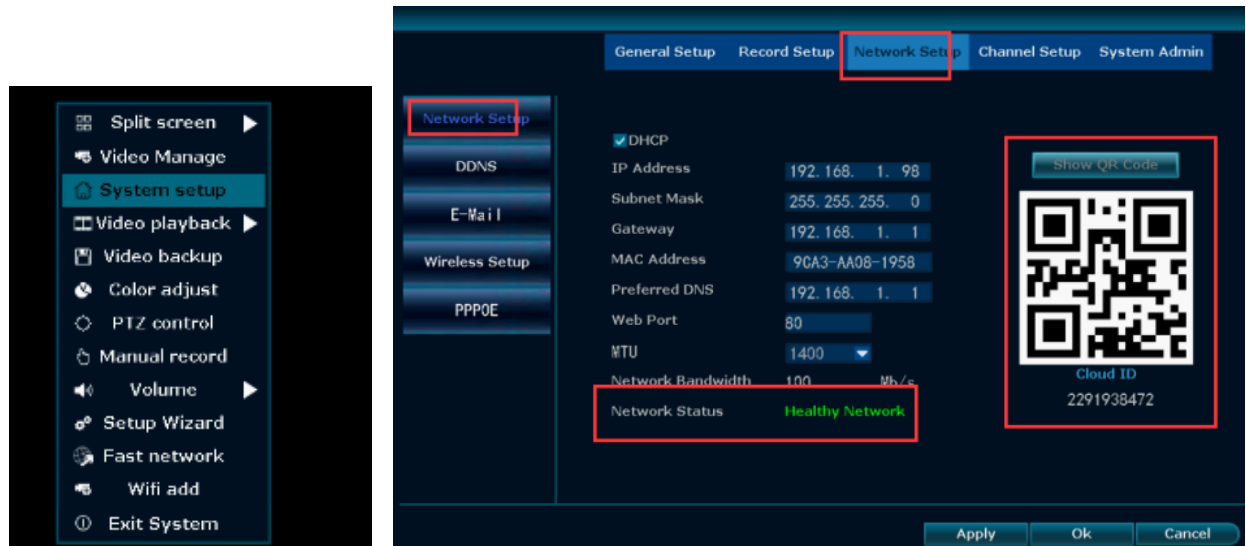 Split screen
Video Manage
System setup
Video playback
Video backup
Color adjust
PTZ control
Manual record
Volume
Setup Wizard
Fast network
Wifi add
Exit System
General Setup Record Setup Network Setup Channel Setup System Admin
Network Setup
DDNS
E-Mail
Wireless Setup
PPPOE
DHCP
IP Address 192.168. 1. 98
Subnet Mask 255.255.255. 0
Gateway 192.168. 1. 1
MAC Address 9CA3-AA08-1958
Preferred DNS 192.168. 1. 1
Web Port 80
MTU 1400
Network Bandwidth 100 Mb/s
Network Status Healthy Network
Show QR Code
Cloud ID
2291938472
Apply Ok Cancel